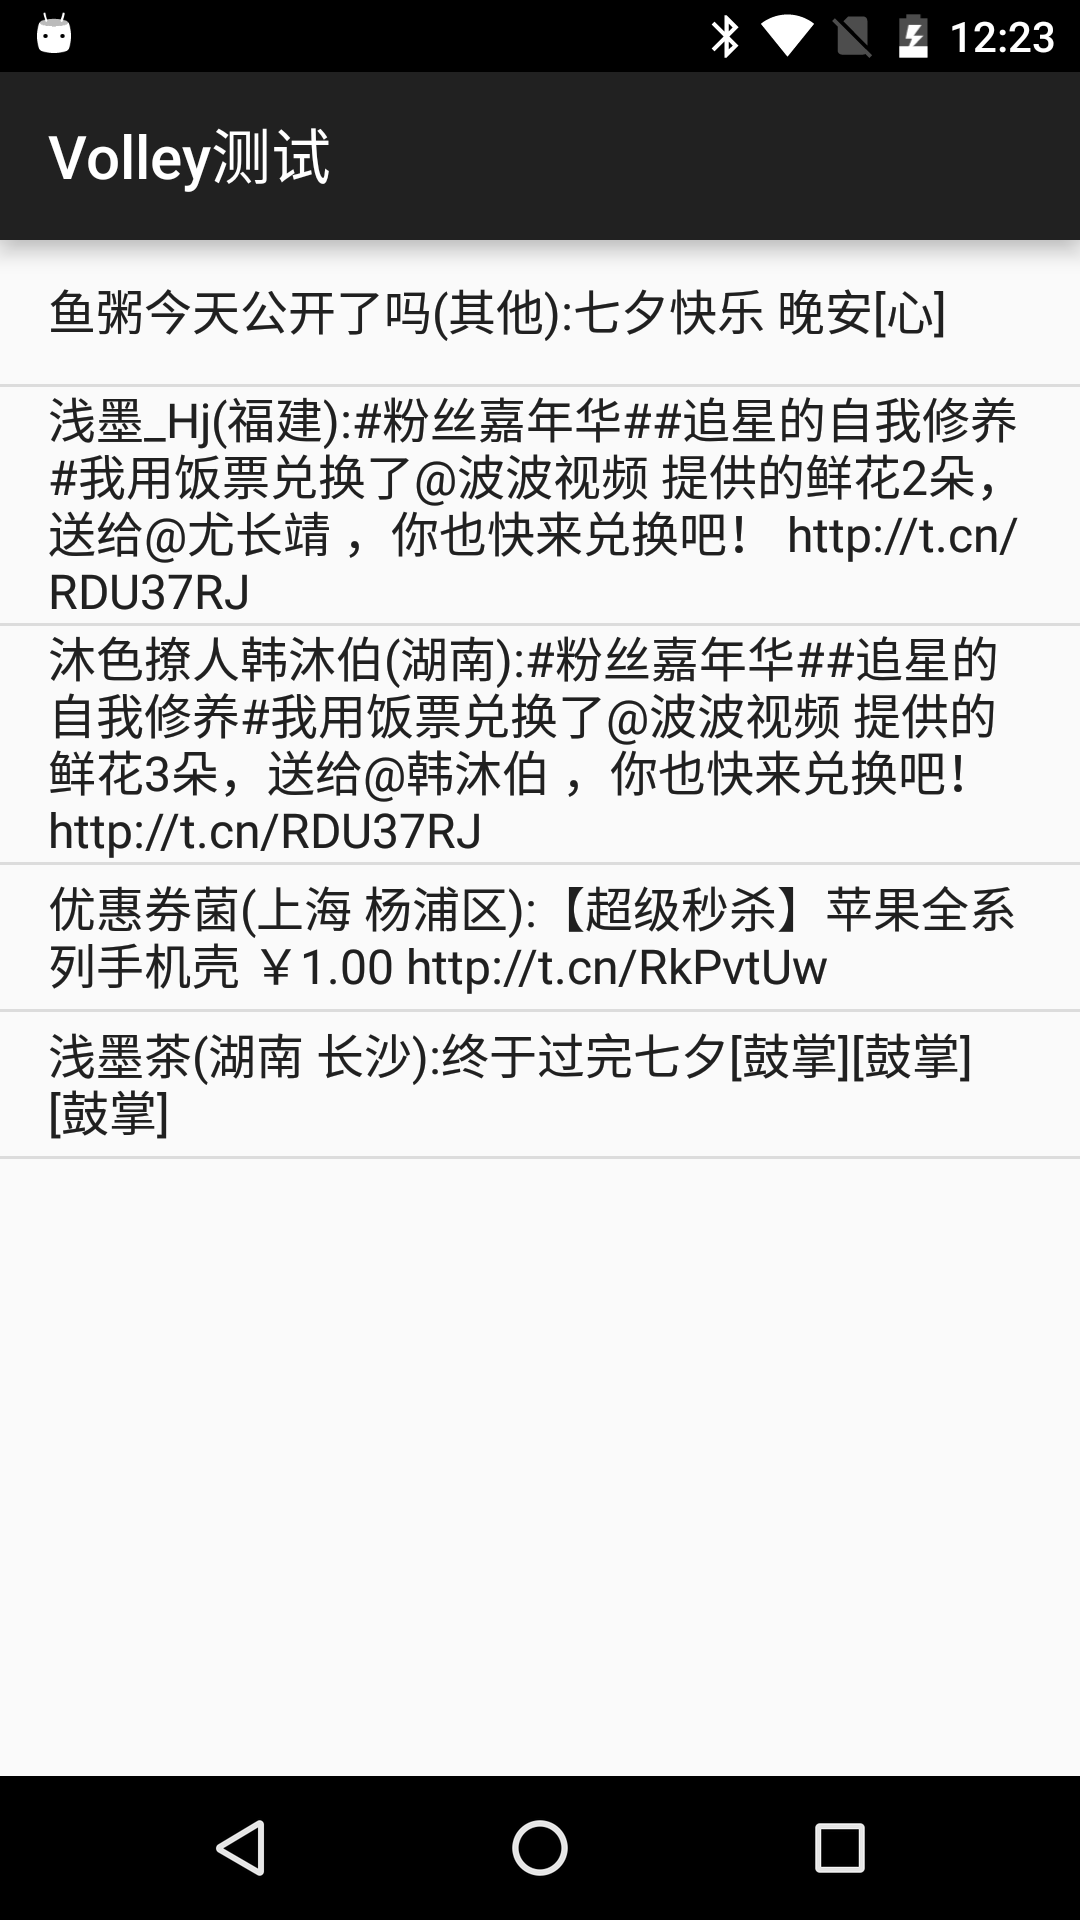 12:23
Volley测试
鱼粥今天公开了吗(其他):七夕快乐 晚安[心]
浅墨_Hj(福建):#粉丝嘉年华##追星的自我修养
#我用饭票兑换了@波波视频 提供的鲜花2朵，
送给@尤长靖 ，你也快来兑换吧！ http://t.cn/
RDU37RJ
沐色撩人韩沐伯(湖南):#粉丝嘉年华##追星的
自我修养#我用饭票兑换了@波波视频 提供的
鲜花3朵，送给@韩沐伯 ，你也快来兑换吧！
http://t.cn/RDU37RJ
优惠券菌(上海 杨浦区):【超级秒杀】苹果全系
列手机壳 ￥1.00 http://t.cn/RkPvtUw
浅墨茶(湖南 长沙):终于过完七夕[鼓掌][鼓掌]
[鼓掌]